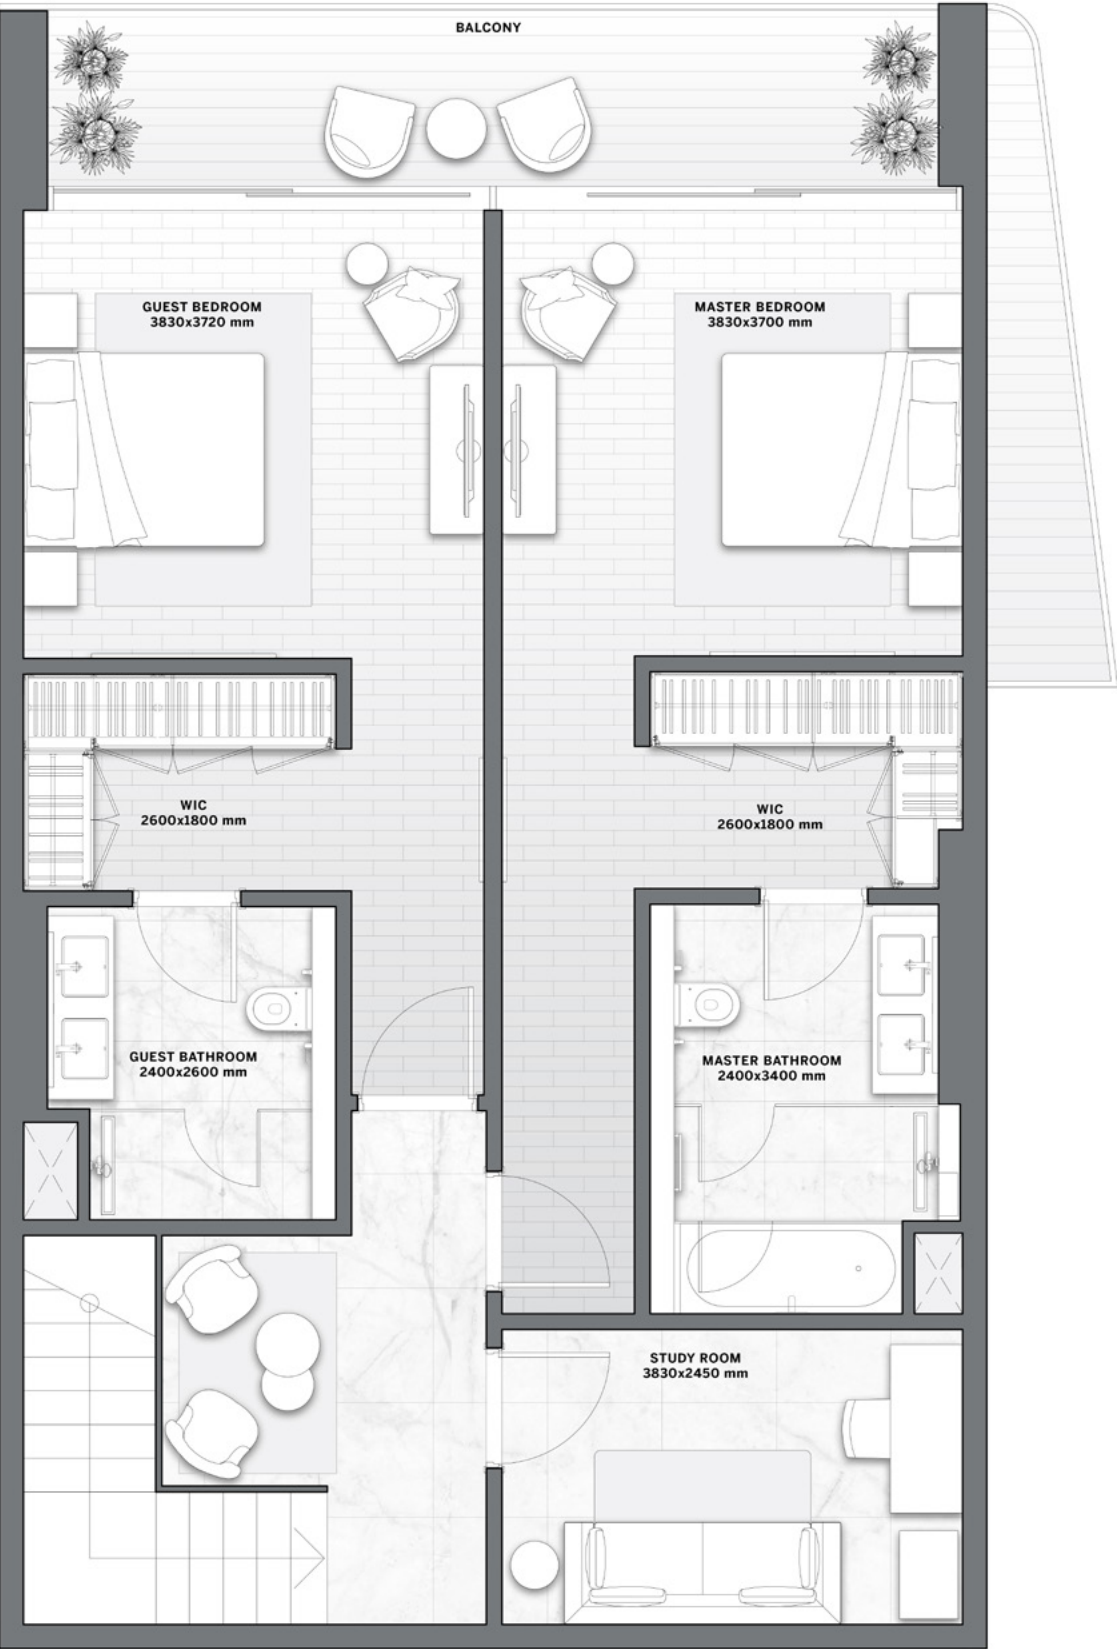 BALCONY
GUEST BEDROOM
3830x3720 mm
MASTER BEDROOM
3830x3700 mm
WIC
2600x1800 mm
WIC
2600x1800 mm
GUEST BATHROOM
2400x2600 mm
MASTER BATHROOM
2400x3400 mm
STUDY ROOM
3830x2450 mm